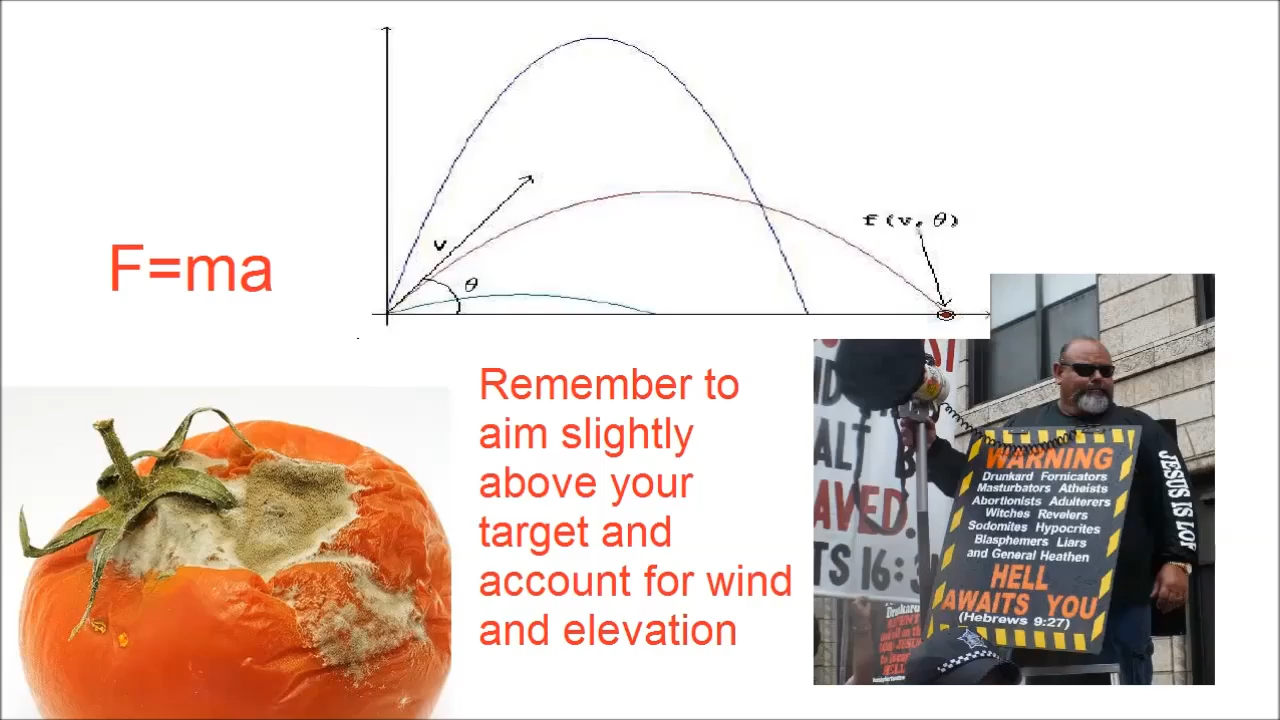 f(v, θ)
v
θ
F=ma
Remember to
aim slightly
above your
target and
account for wind
and elevation
ALT
AVED.
TS 16:3
WARNING
Drunkard Fornicators
Masturbators Atheists
Abortionists Adulterers
Witches Revelers
Sodomites Hypocrites
Blasphemers Liars
and General Heathen
HELL
AWAITS YOU
(Hebrews 9:27)
JESUS IS LO